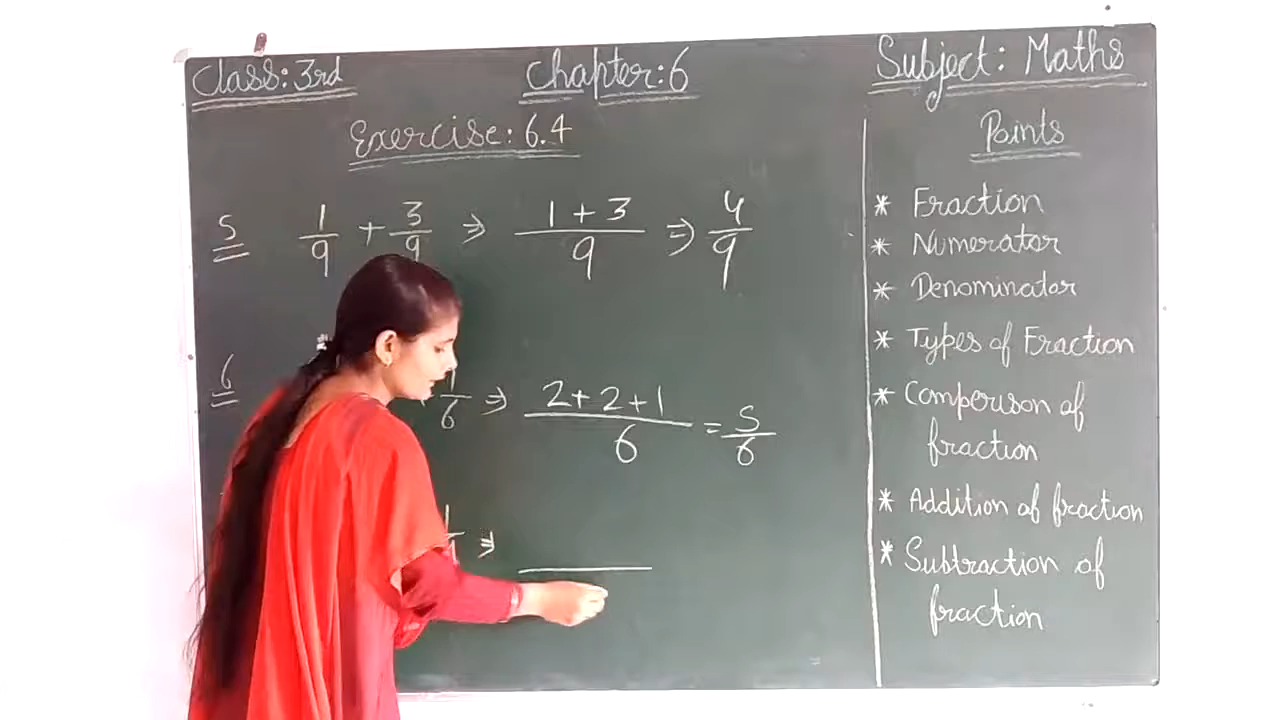 Class: 3rd
Chapter: 6
Subject: Maths
Exercise: 6.4
5 1/9 + 3/9 ⇒ (1 + 3)/9 ⇒ 4/9
6 1/6 ⇒ (2 + 2 + 1)/6 = 5/6
⇒
Points
* Fraction
* Numerator
* Denominator
* Types of Fraction
* Comperison of
fraction
* Addition of fraction
* Subtraction of
fraction